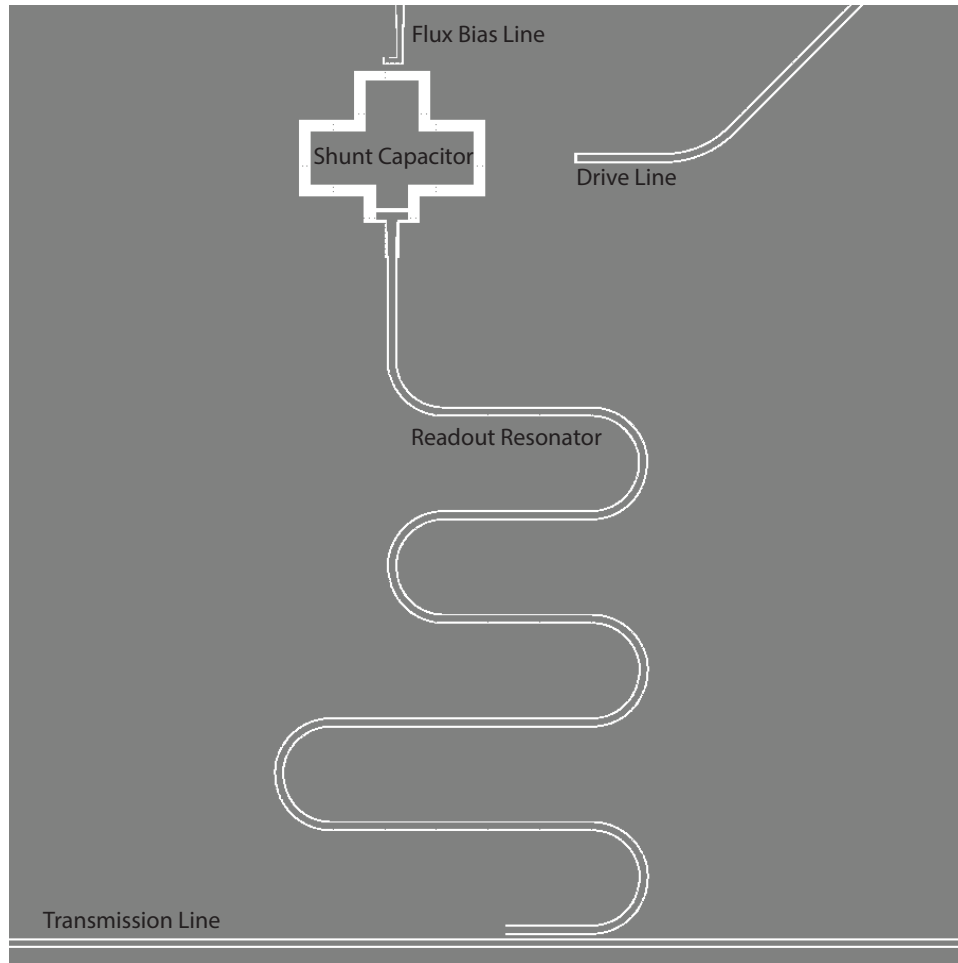 Flux Bias Line
Shunt Capacitor
Drive Line
Readout Resonator
Transmission Line